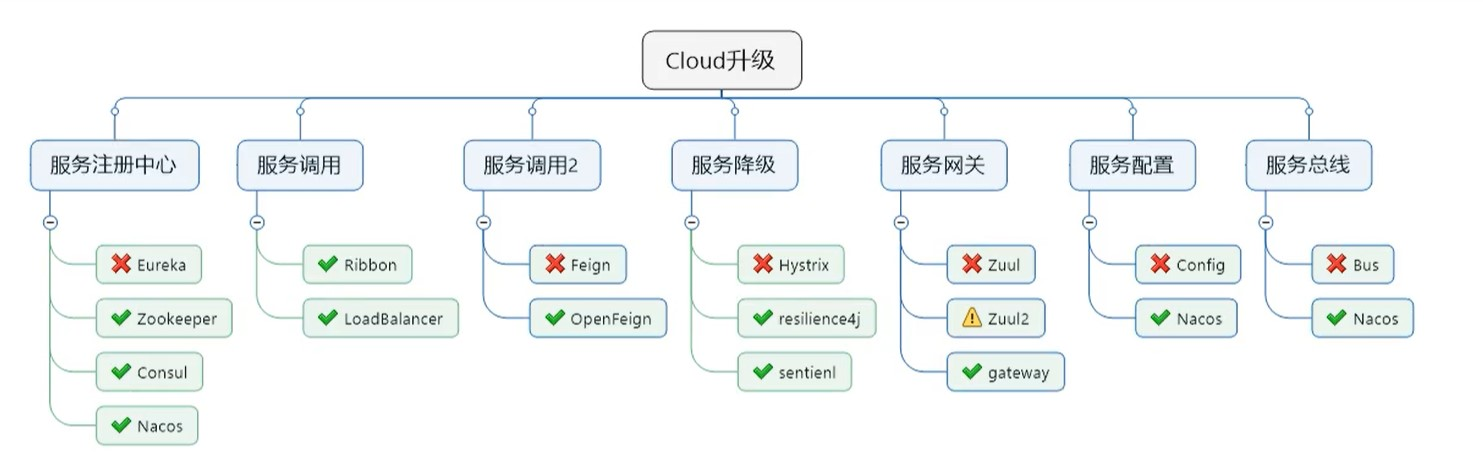 Cloud升级
服务注册中心
Eureka
Zookeeper
Consul
Nacos
服务调用
Ribbon
LoadBalancer
服务调用2
Feign
OpenFeign
服务降级
Hystrix
resilience4j
sentienl
服务网关
Zuul
Zuul2
gateway
服务配置
Config
Nacos
服务总线
Bus
Nacos